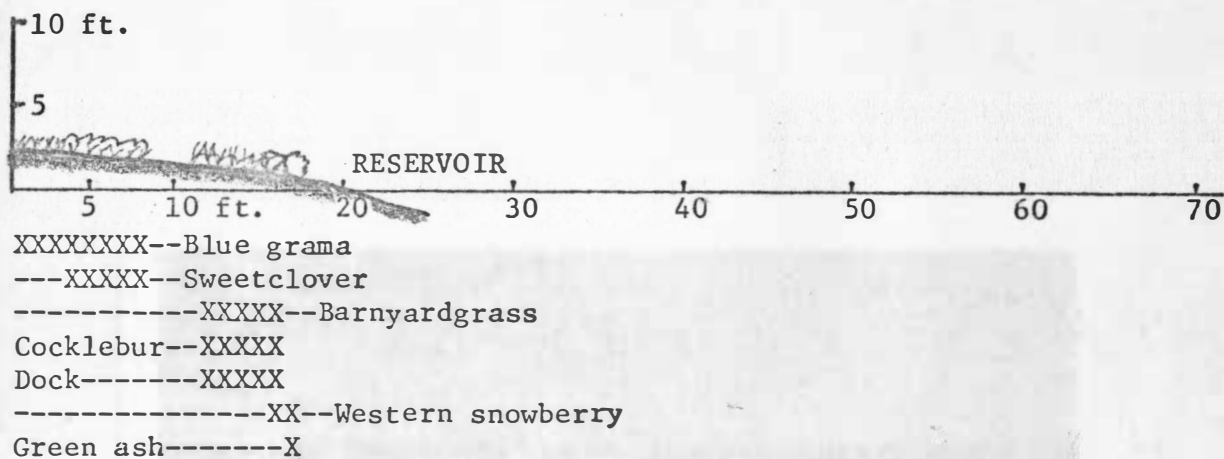 10 ft.
5
RESERVOIR
5 10 ft. 20 30 40 50 60 70
XXXXXXXX--Blue grama
---XXXXX--Sweetclover
-----------XXXXX--Barnyardgrass
Cocklebur--XXXXX
Dock-------XXXXX
---------------XX--Western snowberry
Green ash-------X